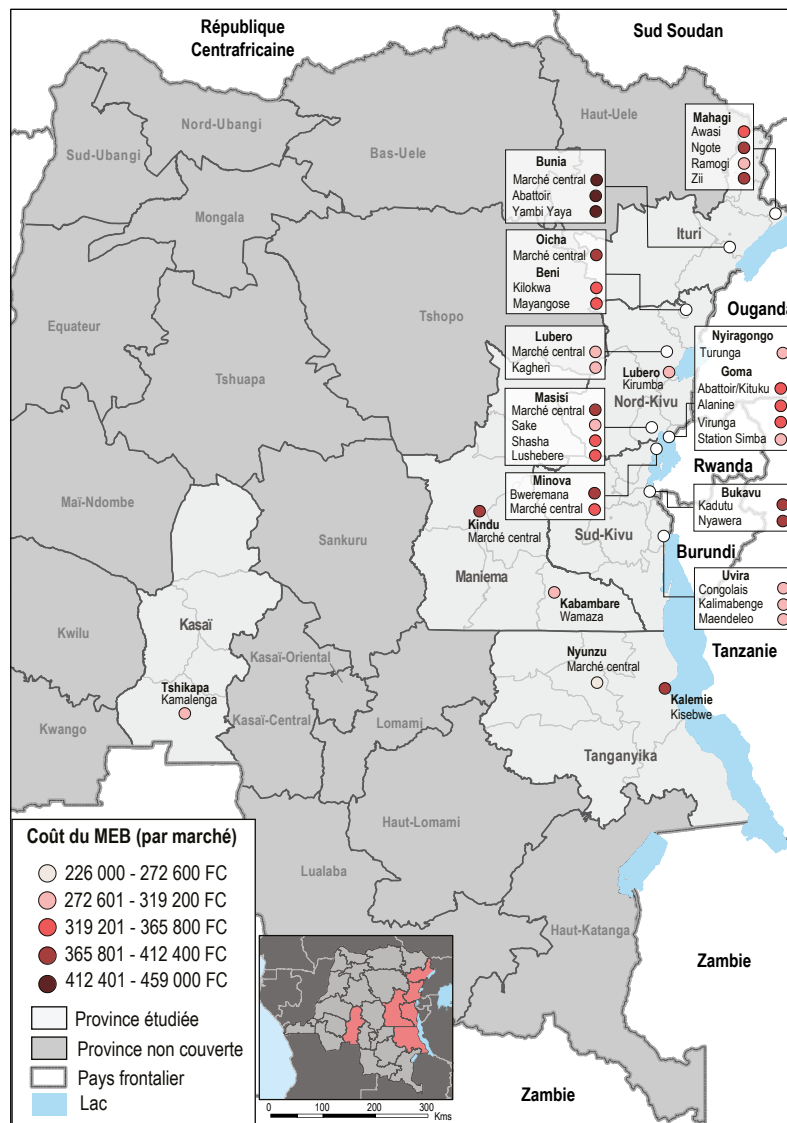 République
Centrafricaine
Sud Soudan
Nord-Ubangi
Sud-Ubangi
Bas-Uele
Haut-Uele
Mongala
Mahagi
Awasi
Ngote
Ramogi
Zii
Bunia
Marché central
Abattoir
Yambi Yaya
Ituri
Oicha
Marché central
Beni
Kilokwa
Mayangose
Equateur
Tshopo
Tshuapa
Ouganda
Lubero
Marché central
Kagheri
Lubero
Kirumba
Nord-Kivu
Nyiragongo
Turunga
Goma
Abattoir/Kituku
Alanine
Virunga
Station Simba
Masisi
Marché central
Sake
Shasha
Lushebere
Rwanda
Minova
Bweremana
Marché central
Bukavu
Kadutu
Nyawera
Maï-Ndombe
Sankuru
Kindu
Marché central
Sud-Kivu
Maniema
Burundi
Uvira
Congolais
Kalimabenge
Maendeleo
Kabambare
Wamaza
Kwilu
Kasaï
Kasaï-Oriental
Tanzanie
Nyunzu
Marché central
Kalemie
Kisebwe
Tshikapa
Kamalenga
Kwango
Kasaï-Central
Lomami
Tanganyika
Haut-Lomami
Lualaba
Haut-Katanga
Zambie
Zambie
Coût du MEB (par marché)
226 000 - 272 600 FC
272 601 - 319 200 FC
319 201 - 365 800 FC
365 801 - 412 400 FC
412 401 - 459 000 FC
Province étudiée
Province non couverte
Pays frontalier
Lac
0 100 200 300
Kms